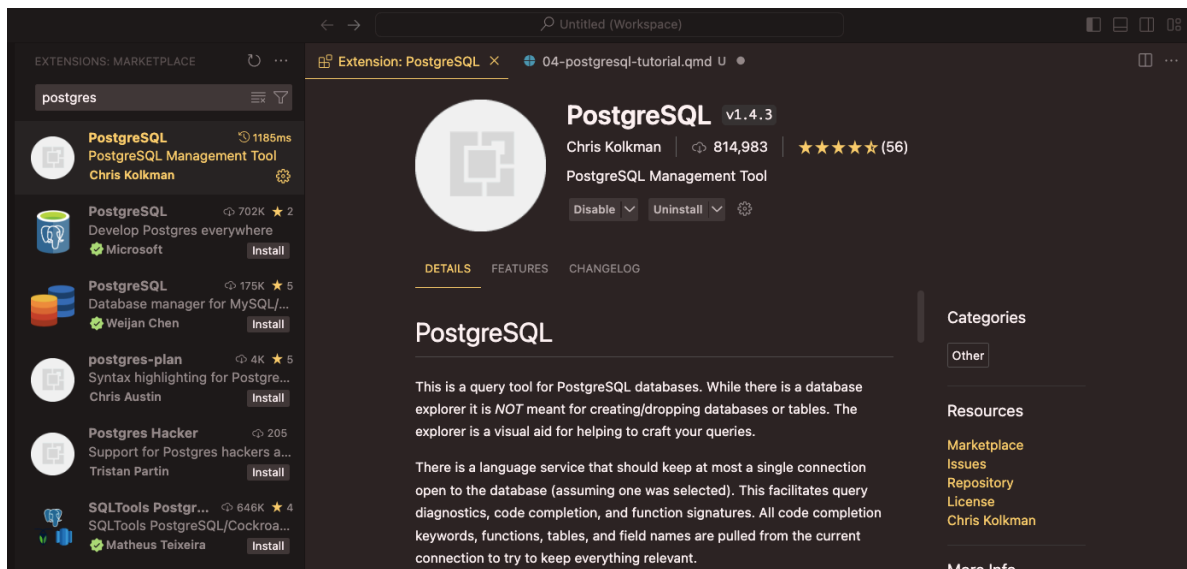 Untitled (Workspace)
EXTENSIONS: MARKETPLACE
postgres
PostgreSQL 1185ms
PostgreSQL Management Tool
Chris Kolkman
PostgreSQL 702K ★ 2
Develop Postgres everywhere
Microsoft Install
PostgreSQL 175K ★ 5
Database manager for MySQL/...
Weijan Chen Install
postgres-plan 4K ★ 5
Syntax highlighting for Postgre...
Chris Austin Install
Postgres Hacker 205
Support for Postgres hackers a...
Tristan Partin Install
SQLTools Postgr... 646K ★ 4
SQLTools PostgreSQL/Cockroa...
Matheus Teixeira Install
Extension: PostgreSQL
04-postgresql-tutorial.qmd U
PostgreSQL v1.4.3
Chris Kolkman 814,983 (56)
PostgreSQL Management Tool
Disable Uninstall
DETAILS FEATURES CHANGELOG
PostgreSQL
This is a query tool for PostgreSQL databases. While there is a database
explorer it is NOT meant for creating/dropping databases or tables. The
explorer is a visual aid for helping to craft your queries.
There is a language service that should keep at most a single connection
open to the database (assuming one was selected). This facilitates query
diagnostics, code completion, and function signatures. All code completion
keywords, functions, tables, and field names are pulled from the current
connection to try to keep everything relevant.
Categories
Other
Resources
Marketplace
Issues
Repository
License
Chris Kolkman
More Info